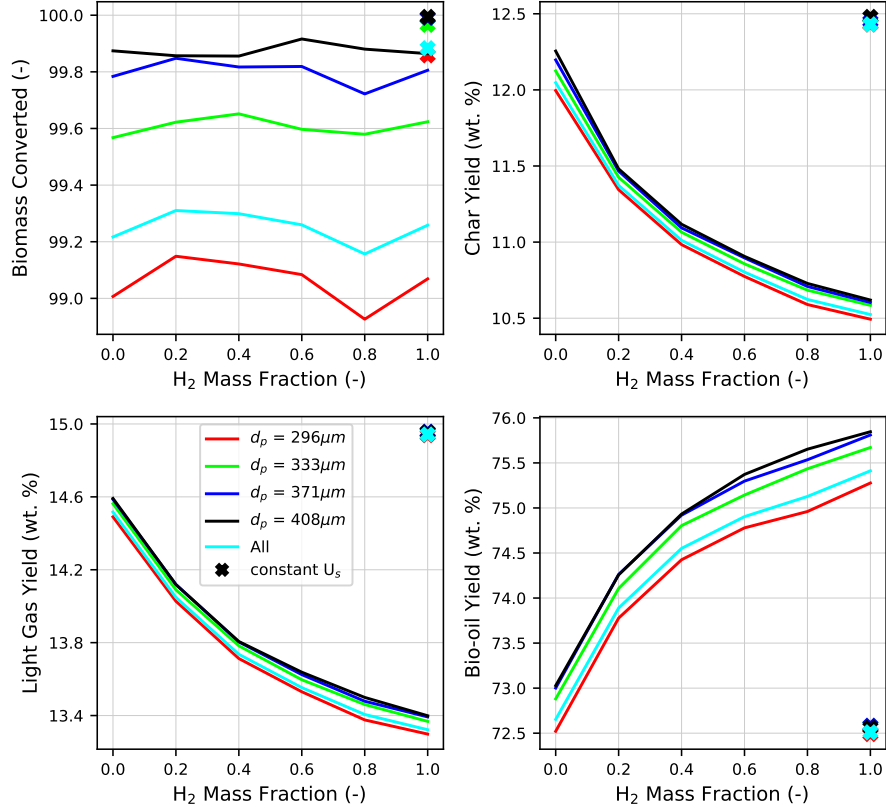 Biomass Converted (-)
100.0
99.8
99.6
99.4
99.2
99.0
0.0 0.2 0.4 0.6 0.8 1.0
H₂ Mass Fraction (-)
Char Yield (wt. %)
12.5
12.0
11.5
11.0
10.5
0.0 0.2 0.4 0.6 0.8 1.0
H₂ Mass Fraction (-)
Light Gas Yield (wt. %)
15.0
14.6
14.2
13.8
13.4
d_p = 296μm
d_p = 333μm
d_p = 371μm
d_p = 408μm
All
constant U_s
0.0 0.2 0.4 0.6 0.8 1.0
H₂ Mass Fraction (-)
Bio-oil Yield (wt. %)
76.0
75.5
75.0
74.5
74.0
73.5
73.0
72.5
0.0 0.2 0.4 0.6 0.8 1.0
H₂ Mass Fraction (-)